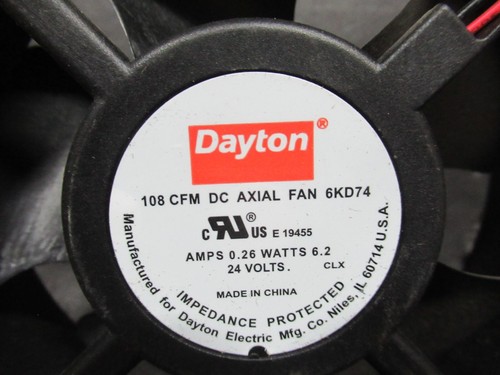 Dayton®
108 CFM DC AXIAL FAN 6KD74
c RU® US E 19455
AMPS 0.26 WATTS 6.2
24 VOLTS. CLX
MADE IN CHINA
IMPEDANCE PROTECTED
Manufactured for Dayton Electric Mfg. Co. Niles, IL 60714 U.S.A.